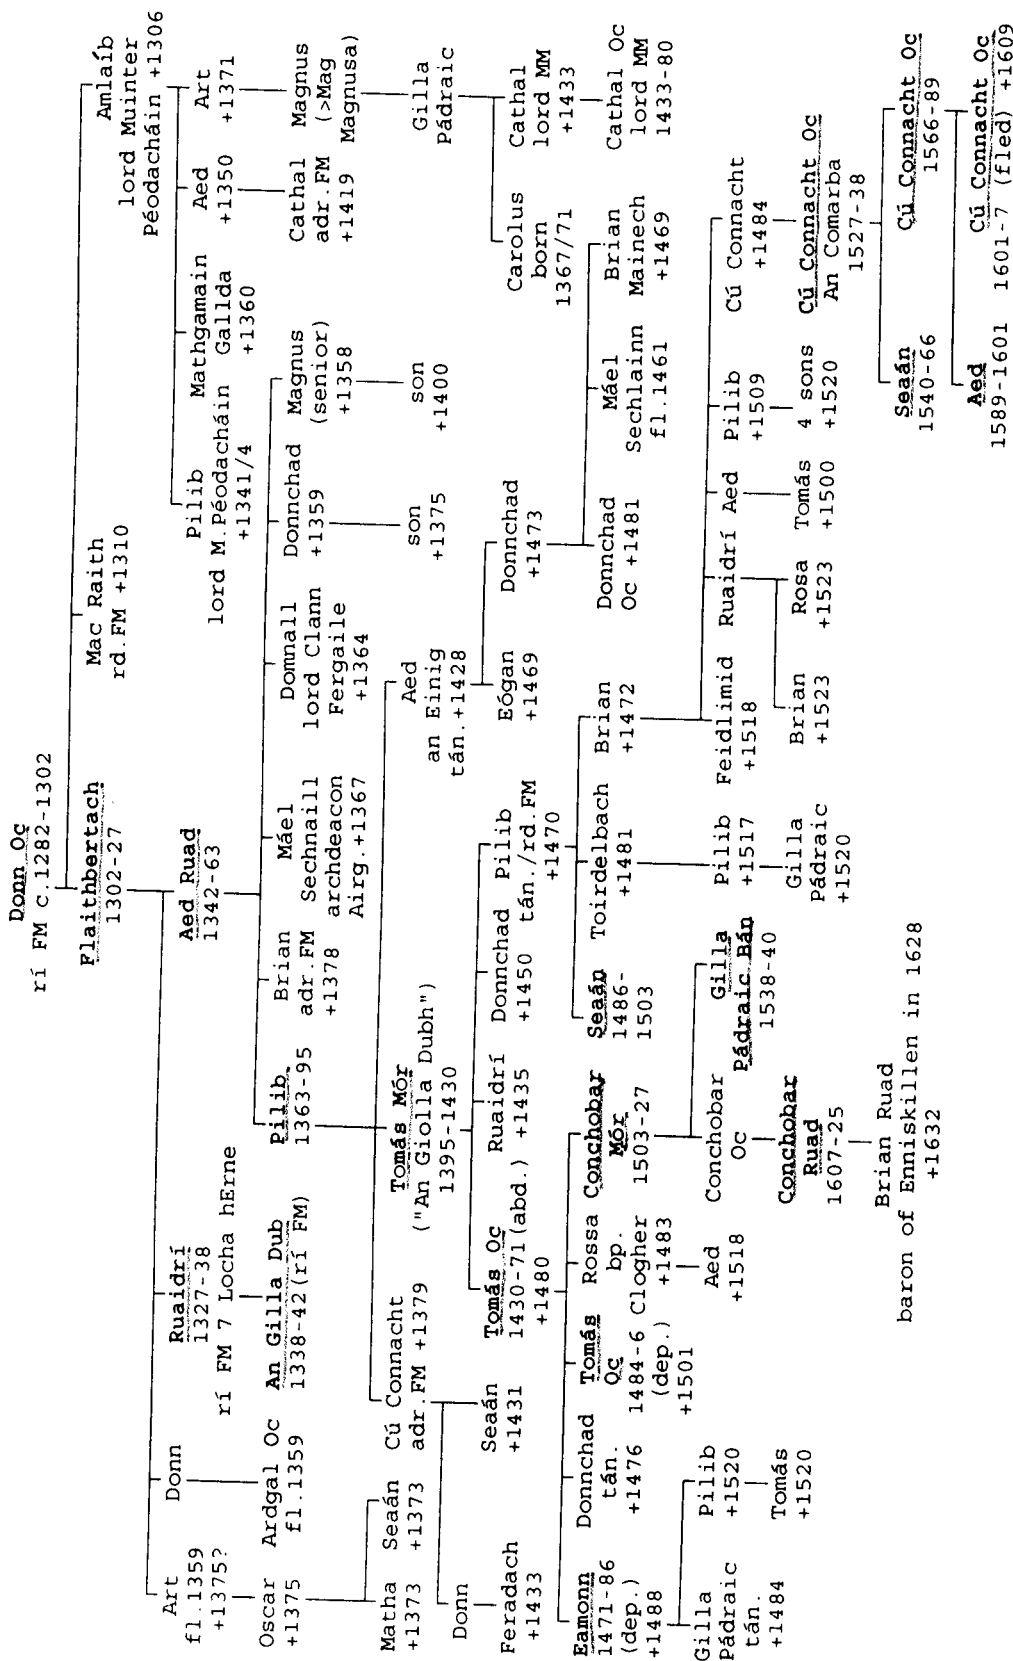 Donn Oc
rí FM c.1282-1302
Flaithbertach
1302-27
Mac Raith
rd.FM +1310
Amlaíb
lord Muinter
Péodacháin +1306
Art
fl.1359
+1375?
Donn
Ruaidrí
1327-38
rí FM 7 Locha hErne
Aed Ruad
1342-63
Pilib
lord M.Péodacháin
+1341/4
Mathgamain
Gallda
+1360
Aed
+1350
Art
+1371
Oscar
+1375
Ardgal Oc
fl.1359
An Gilla Dub
1338-42(rí FM)
Pilib
1363-95
Brian
adr.FM
+1378
Máel
Sechnaill
archdeacon
Airg.+1367
Domnall
lord Clann
Fergaile
+1364
Donnchad
+1359
Magnus
(senior)
+1358
Cathal
adr.FM
+1419
Magnus
(>Mag
Magnusa)
Matha
+1373
Seaán
+1373
Cú Connacht
adr.FM +1379
Tomás Mór
("An Giolla Dubh")
1395-1430
Aed
an Einig
tán.+1428
son
+1375
son
+1400
Gilla
Pádraic
Donn
Seaán
+1431
Tomás Oc
1430-71(abd.)
+1480
Ruaidrí
+1435
Donnchad
+1450
Pilib
tán./rd.FM
+1470
Eógan
+1469
Donnchad
+1473
Carolus
born
1367/71
Cathal
lord MM
+1433
Feradach
+1433
Donnchad
Oc +1481
Máel
Sechlainn
fl.1461
Brian
Mainech
+1469
Cathal Oc
lord MM
1433-80
Eamonn
1471-86
(dep.)
+1488
Donnchad
tán.
+1476
Tomás
Oc
1484-6
(dep.)
+1501
Rossa
bp.
Clogher
+1483
Conchobar
Mór
1503-27
Seaán
1486-
1503
Toirdelbach
+1481
Brian
+1472
Gilla
Pádraic
tán.
+1484
Pilib
+1520
Aed
+1518
Conchobar
Oc
Gilla
Pádraic Bán
1538-40
Pilib
+1517
Feidlimid
+1518
Ruaidrí
Aed
Pilib
+1509
Cú Connacht
+1484
Tomás
+1520
Conchobar
Ruad
1607-25
Gilla
Pádraic
+1520
Brian
+1523
Rosa
+1523
Tomás
+1500
4 sons
+1520
Cú Connacht Oc
An Comarba
1527-38
Brian Ruad
baron of Enniskillen in 1628
+1632
Seaán
1540-66
Cú Connacht Oc
1566-89
Aed
1589-1601
Cú Connacht Oc
1601-7 (fled) +1609